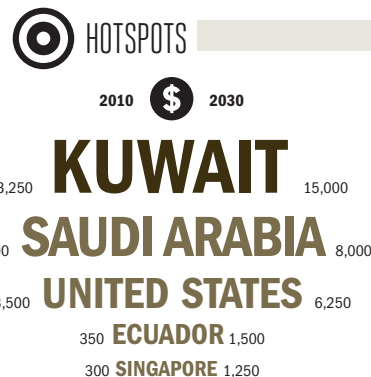 HOTSPOTS
2010 $ 2030
KUWAIT 15,000
SAUDI ARABIA 8,000
UNITED STATES 6,250
350 ECUADOR 1,500
300 SINGAPORE 1,250